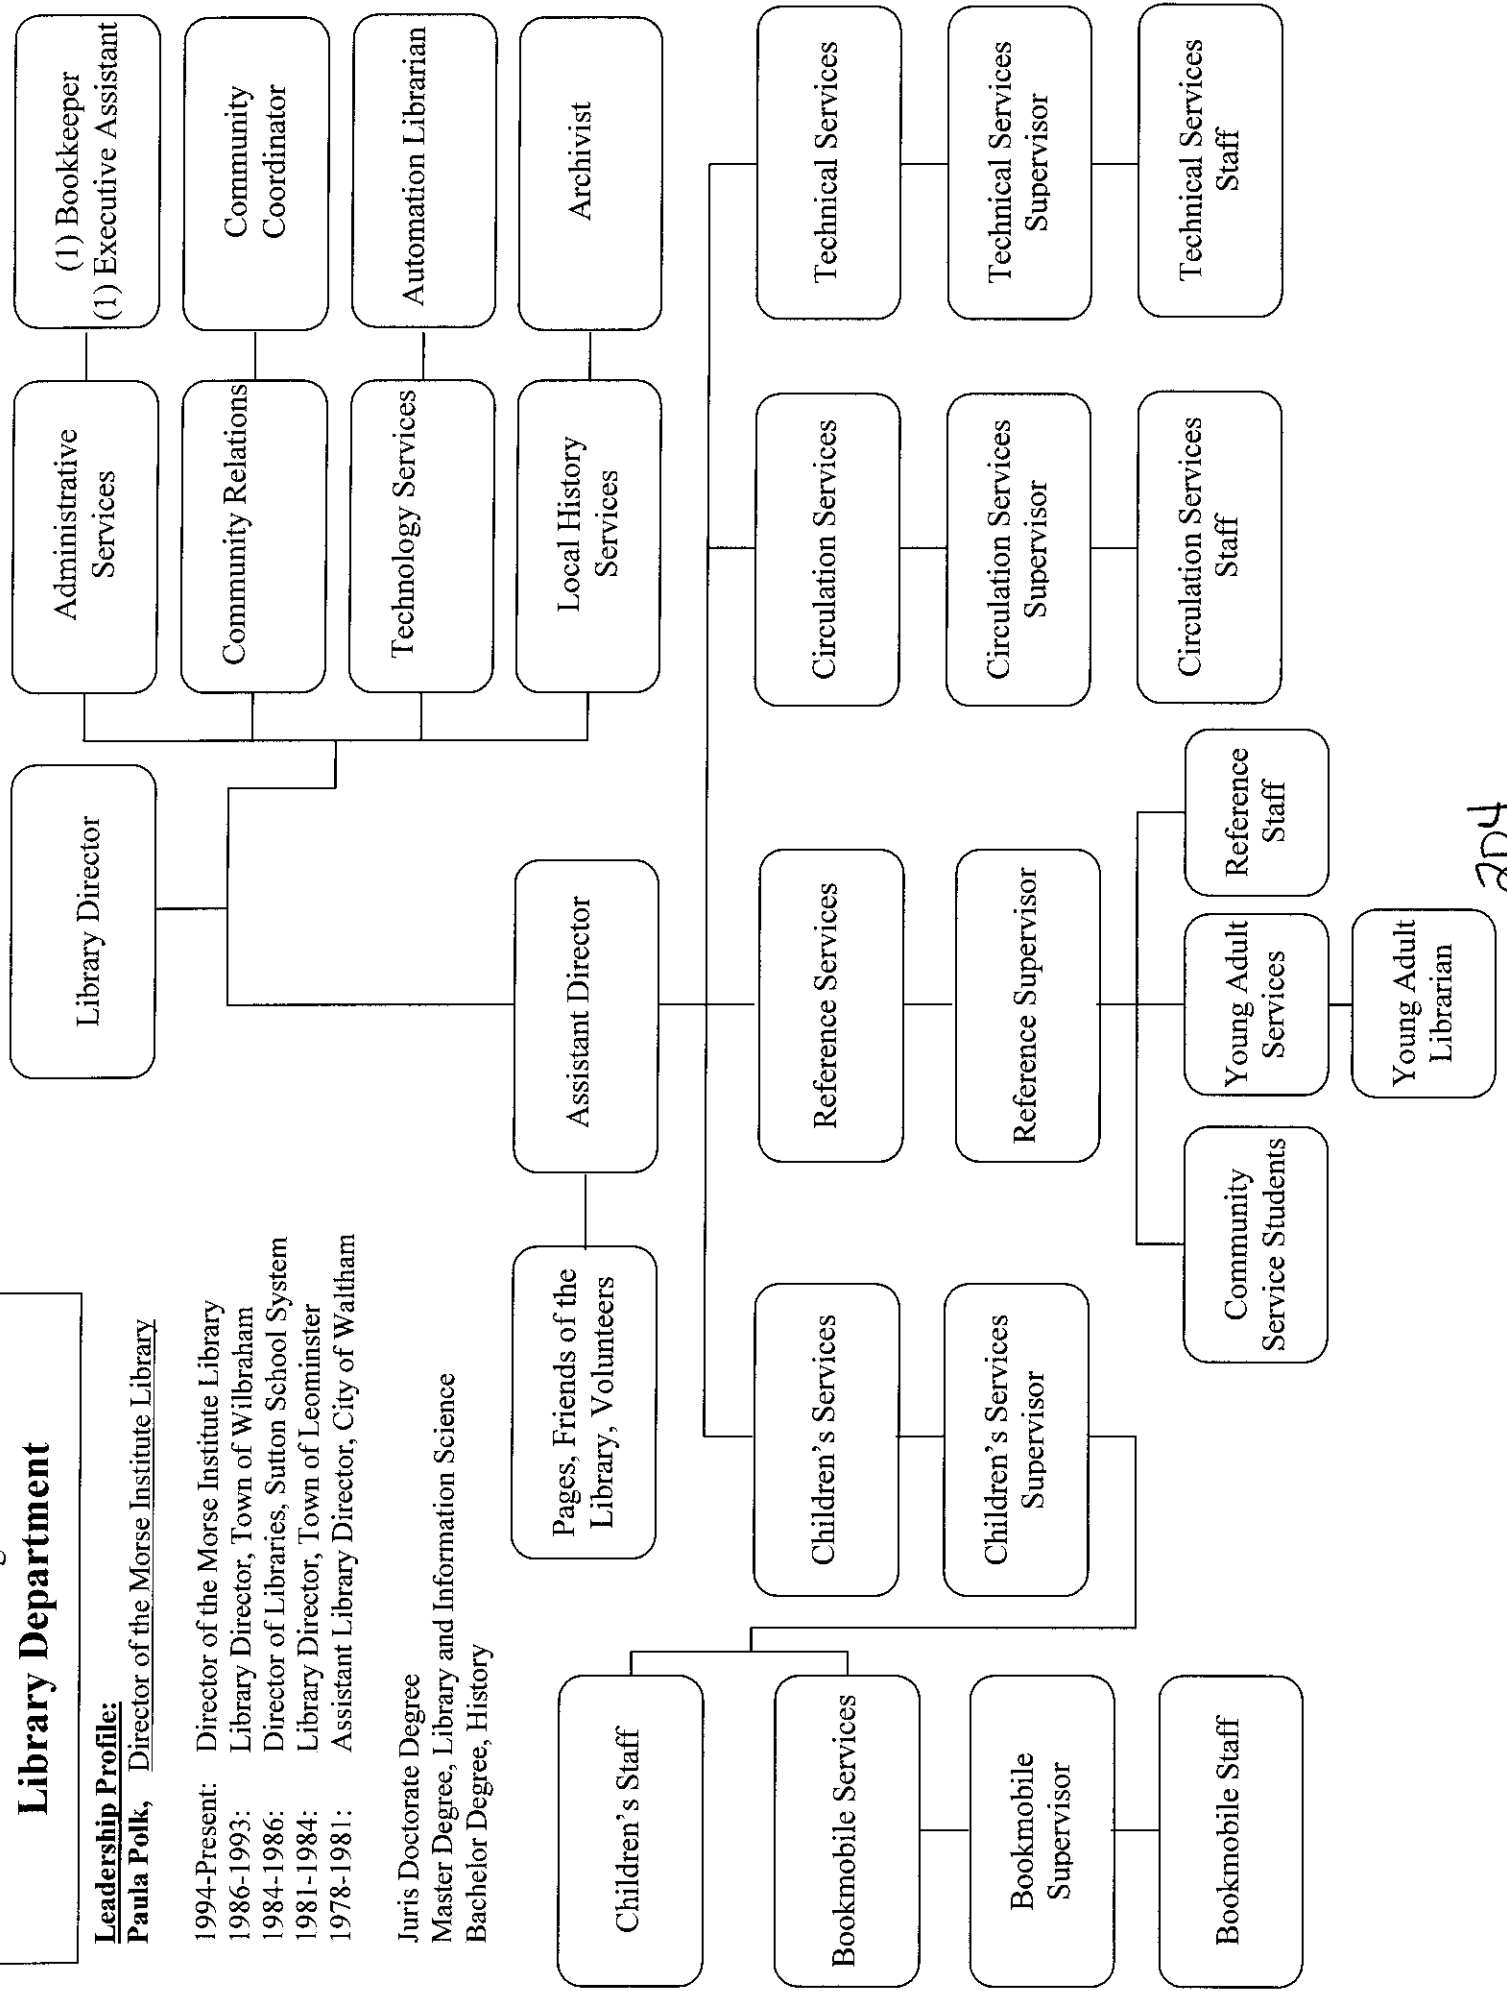 Library Department
Leadership Profile:
Paula Polk, Director of the Morse Institute Library
1994-Present: Director of the Morse Institute Library
1986-1993: Library Director, Town of Wilbraham
1984-1986: Director of Libraries, Sutton School System
1981-1984: Library Director, Town of Leominster
1978-1981: Assistant Library Director, City of Waltham
Juris Doctorate Degree
Master Degree, Library and Information Science
Bachelor Degree, History
Library Director
Administrative
Services
(1) Bookkeeper
(1) Executive Assistant
Community Relations
Community
Coordinator
Technology Services
Automation Librarian
Local History
Services
Archivist
Pages, Friends of the
Library, Volunteers
Assistant Director
Children's Staff
Children's Services
Reference Services
Circulation Services
Technical Services
Bookmobile Services
Children's Services
Supervisor
Reference Supervisor
Circulation Services
Supervisor
Technical Services
Supervisor
Bookmobile
Supervisor
Bookmobile Staff
Community
Service Students
Young Adult
Services
Reference
Staff
Circulation Services
Staff
Technical Services
Staff
Young Adult
Librarian
204